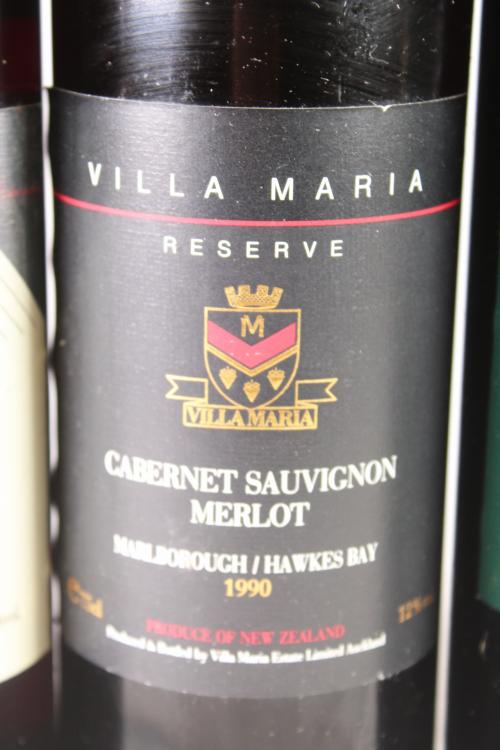 VILLA MARIA
RESERVE
M
VILLA MARIA
CABERNET SAUVIGNON
MERLOT
MARLBOROUGH / HAWKES BAY
1990
12%
PRODUCE OF NEW ZEALAND
Produced & Bottled by Villa Maria Estate Limited Auckland